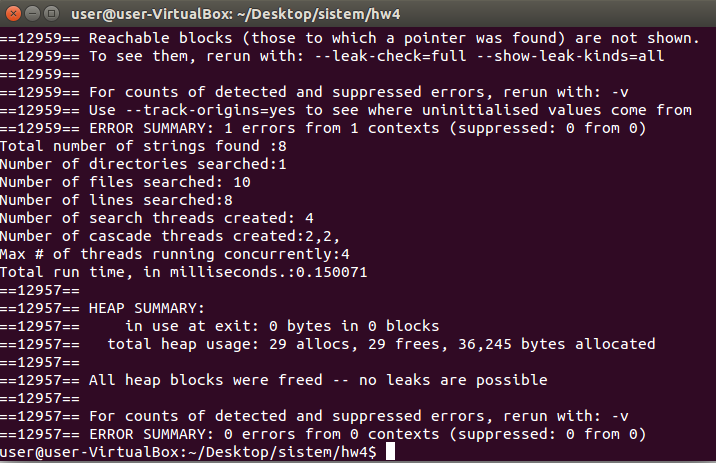 user@user-VirtualBox: ~/Desktop/sistem/hw4
==12959== Reachable blocks (those to which a pointer was found) are not shown.
==12959== To see them, rerun with: --leak-check=full --show-leak-kinds=all
==12959==
==12959== For counts of detected and suppressed errors, rerun with: -v
==12959== Use --track-origins=yes to see where uninitialised values come from
==12959== ERROR SUMMARY: 1 errors from 1 contexts (suppressed: 0 from 0)
Total number of strings found :8
Number of directories searched:1
Number of files searched: 10
Number of lines searched:8
Number of search threads created: 4
Number of cascade threads created:2,2,
Max # of threads running concurrently:4
Total run time, in milliseconds.:0.150071
==12957==
==12957== HEAP SUMMARY:
==12957==     in use at exit: 0 bytes in 0 blocks
==12957==   total heap usage: 29 allocs, 29 frees, 36,245 bytes allocated
==12957==
==12957== All heap blocks were freed -- no leaks are possible
==12957==
==12957== For counts of detected and suppressed errors, rerun with: -v
==12957== ERROR SUMMARY: 0 errors from 0 contexts (suppressed: 0 from 0)
user@user-VirtualBox:~/Desktop/sistem/hw4$